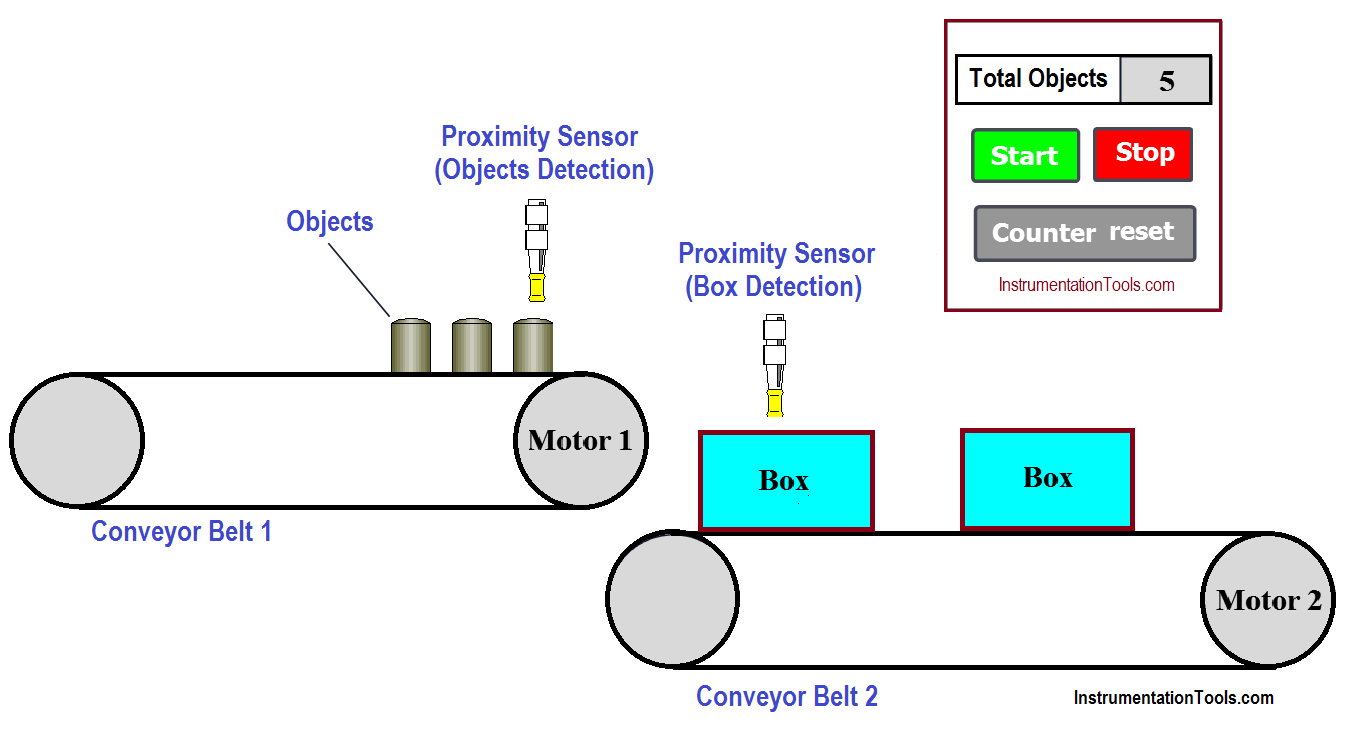 Total Objects 5
Start Stop
Counter reset
InstrumentationTools.com
Proximity Sensor
(Objects Detection)
Objects
Proximity Sensor
(Box Detection)
Motor 1
Box
Box
Conveyor Belt 1
Motor 2
Conveyor Belt 2
InstrumentationTools.com